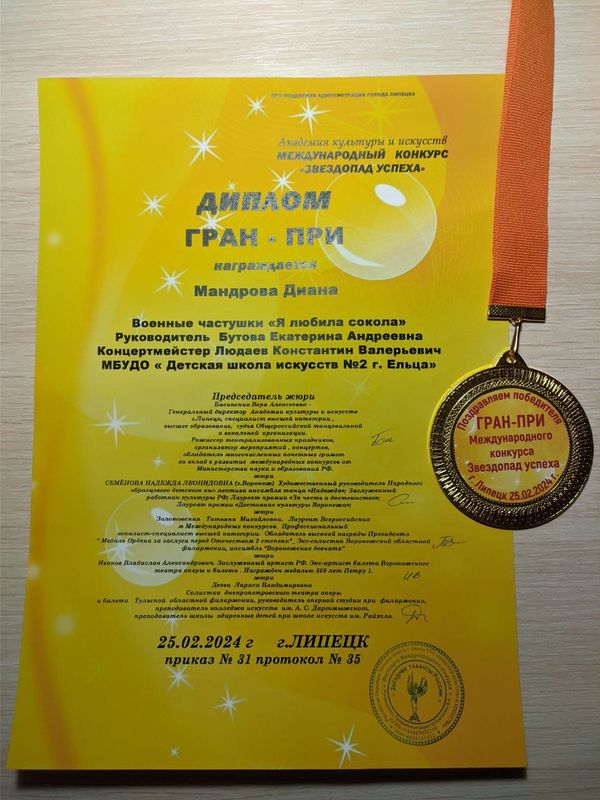 ПРИ ПОДДЕРЖКЕ АДМИНИСТРАЦИИ ГОРОДА ЛИПЕЦКА
Академия культуры и искусств
МЕЖДУНАРОДНЫЙ КОНКУРС
«ЗВЕЗДОПАД УСПЕХА»
ДИПЛОМ
ГРАН - ПРИ
награждается
Мандрова Диана
Военные частушки «Я любила сокола»
Руководитель Бутова Екатерина Андреевна
Концертмейстер Людаев Константин Валерьевич
МБУДО « Детская школа искусств №2 г. Ельца»
Председатель жюри
Вера Алексеевна -
Генеральный директор Академии культуры и искусств
г.Липецк, специалист высшей категории ,
высшее образование, судья Общероссийской танцевальной
и вокальной организации.
Режиссер театрализованных праздников,
организатор мероприятий , концертов,
обладатель многочисленных почетных грамот
за вклад в развитие международных конкурсов от
Министерства науки и образования РФ.
жюри
СЕМЁНОВА НАДЕЖДА ЛЕОНИДОВНА (г.Воронеж) Художественный руководитель Народного
образцового детского коллектива ансамбля танца «Надежда»; Заслуженный
работник культуры РФ; Лауреат премии «За честь и достоинство»;
Лауреат премии «Достояние культуры Воронежа»
жюри
Золотовская Татьяна Михайловна. Лауреат Всероссийских
и Международных конкурсов. Профессиональный
вокалист-специалист высшей категории. Обладатель высокой награды Президента
" Медаль Ордена за заслуги перед Отечеством 2 степени", Экс-солистка Воронежской областной
филармонии, ансамбль "Воронежские девчата"
жюри
Иванов Владислав Александрович. Заслуженный артист РФ. Экс-артист балета Воронежского
театра оперы и балета . Награжден медалью 350 лет Петру 1.
жюри
Деева Лариса Владимировна
Солистка днепропетровского театра оперы
и балета Тульской областной филармонии, руководитель оперной студии при филармонии,
преподаватель колледжа искусств им. А. С. Даргомыжского,
преподаватель школы одаренных детей при школе искусств им. Райхеля.
25.02.2024 г г.ЛИПЕЦК
приказ № 31 протокол № 35
Звёздные таланты России
Поздравляем победителя
ГРАН-ПРИ
Международного
конкурса
Звездопад успеха
г. Липецк 25.02.2024 г.